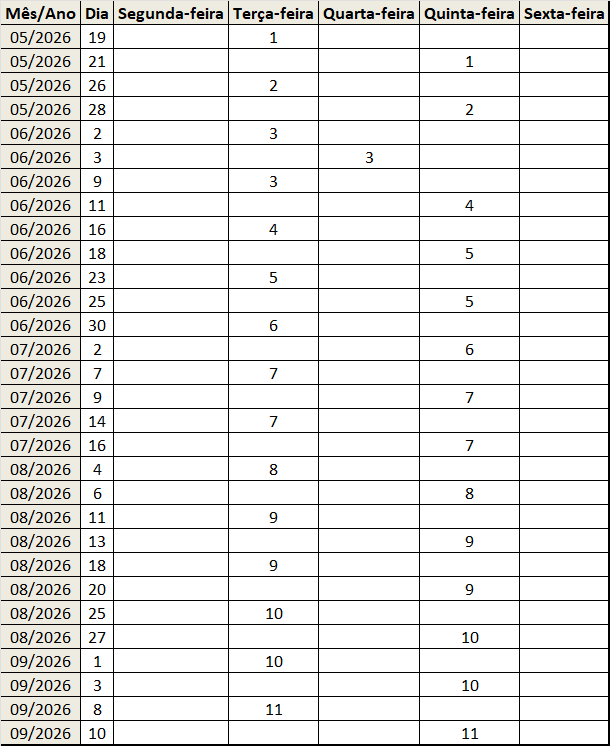 Mês/Ano Dia Segunda-feira Terça-feira Quarta-feira Quinta-feira Sexta-feira
05/2026 19 1
05/2026 21 1
05/2026 26 2
05/2026 28 2
06/2026 2 3
06/2026 3 3
06/2026 9 3
06/2026 11 4
06/2026 16 4
06/2026 18 5
06/2026 23 5
06/2026 25 5
06/2026 30 6
07/2026 2 6
07/2026 7 7
07/2026 9 7
07/2026 14 7
07/2026 16 7
08/2026 4 8
08/2026 6 8
08/2026 11 9
08/2026 13 9
08/2026 18 9
08/2026 20 9
08/2026 25 10
08/2026 27 10
09/2026 1 10
09/2026 3 10
09/2026 8 11
09/2026 10 11